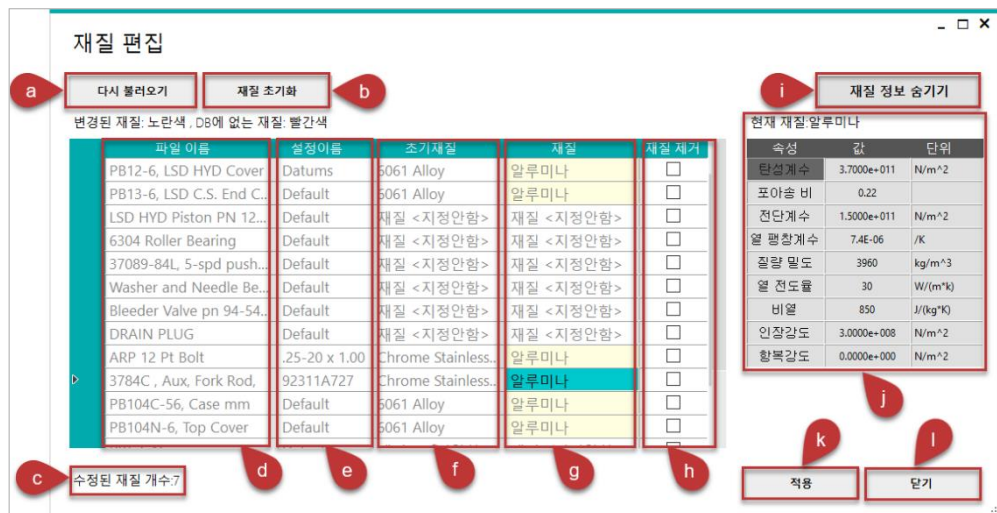 재질 편집
a 다시 불러오기 재질 초기화 b i 재질 정보 숨기기
변경된 재질: 노란색 , DB에 없는 재질: 빨간색
현재 재질:알루미나
파일 이름 설정이름 초기재질 재질 재질 제거
PB12-6, LSD HYD Cover Datums 6061 Alloy 알루미나
PB13-6, LSD C.S. End C... Default 6061 Alloy 알루미나
LSD HYD Piston PN 12... Default 재질 <지정안함> 재질 <지정안함>
6304 Roller Bearing Default 재질 <지정안함> 재질 <지정안함>
37089-84L, 5-spd push... Default 재질 <지정안함> 재질 <지정안함>
Washer and Needle Be... Default 재질 <지정안함> 재질 <지정안함>
Bleeder Valve pn 94-54... Default 재질 <지정안함> 재질 <지정안함>
DRAIN PLUG Default 재질 <지정안함> 재질 <지정안함>
ARP 12 Pt Bolt .25-20 x 1.00 Chrome Stainless... 알루미나
3784C , Aux, Fork Rod, 92311A727 Chrome Stainless... 알루미나
PB104C-56, Case mm Default 6061 Alloy 알루미나
PB104N-6, Top Cover Default 6061 Alloy 알루미나
속성 값 단위
탄성계수 3.7000e+011 N/m^2
포아송 비 0.22
전단계수 1.5000e+011 N/m^2
열 팽창계수 7.4E-06 /K
질량 밀도 3960 kg/m^3
열 전도율 30 W/(m*k)
비열 850 J/(kg*K)
인장강도 3.0000e+008 N/m^2
항복강도 0.0000e+000 N/m^2
j
k l
c 수정된 재질 개수:7 d e f g h
적용 닫기